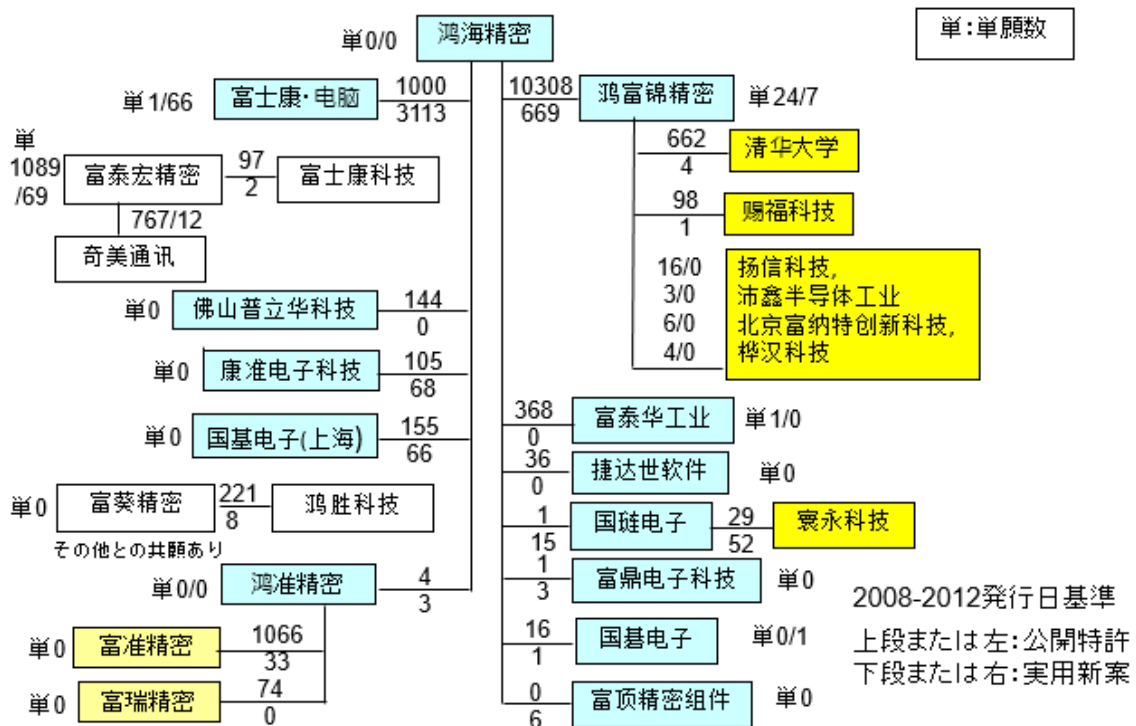 鸿海精密
単0/0
単:単願数
単1/66
富士康·电脑
1000
3113
10308
669
鸿富锦精密
単24/7
662
4
清华大学
98
1
赐福科技
16/0
扬信科技,
3/0
沛鑫半导体工业
6/0
北京富纳特创新科技,
4/0
桦汉科技
単
1089
/69
富泰宏精密
97
2
富士康科技
767/12
奇美通讯
単0
佛山普立华科技
144
0
単0
康准电子科技
105
68
単0
国基电子(上海)
155
66
単0
富葵精密
221
8
鸿胜科技
その他との共願あり
単0/0
鸿准精密
4
3
単0
富准精密
1066
33
単0
富瑞精密
74
0
368
0
富泰华工业
単1/0
36
0
捷达世软件
単0
1
15
国琏电子
29
52
寰永科技
1
3
富鼎电子科技
単0
16
1
国碁电子
単0/1
0
6
富顶精密组件
単0
2008-2012発行日基準
上段または左:公開特許
下段または右:実用新案